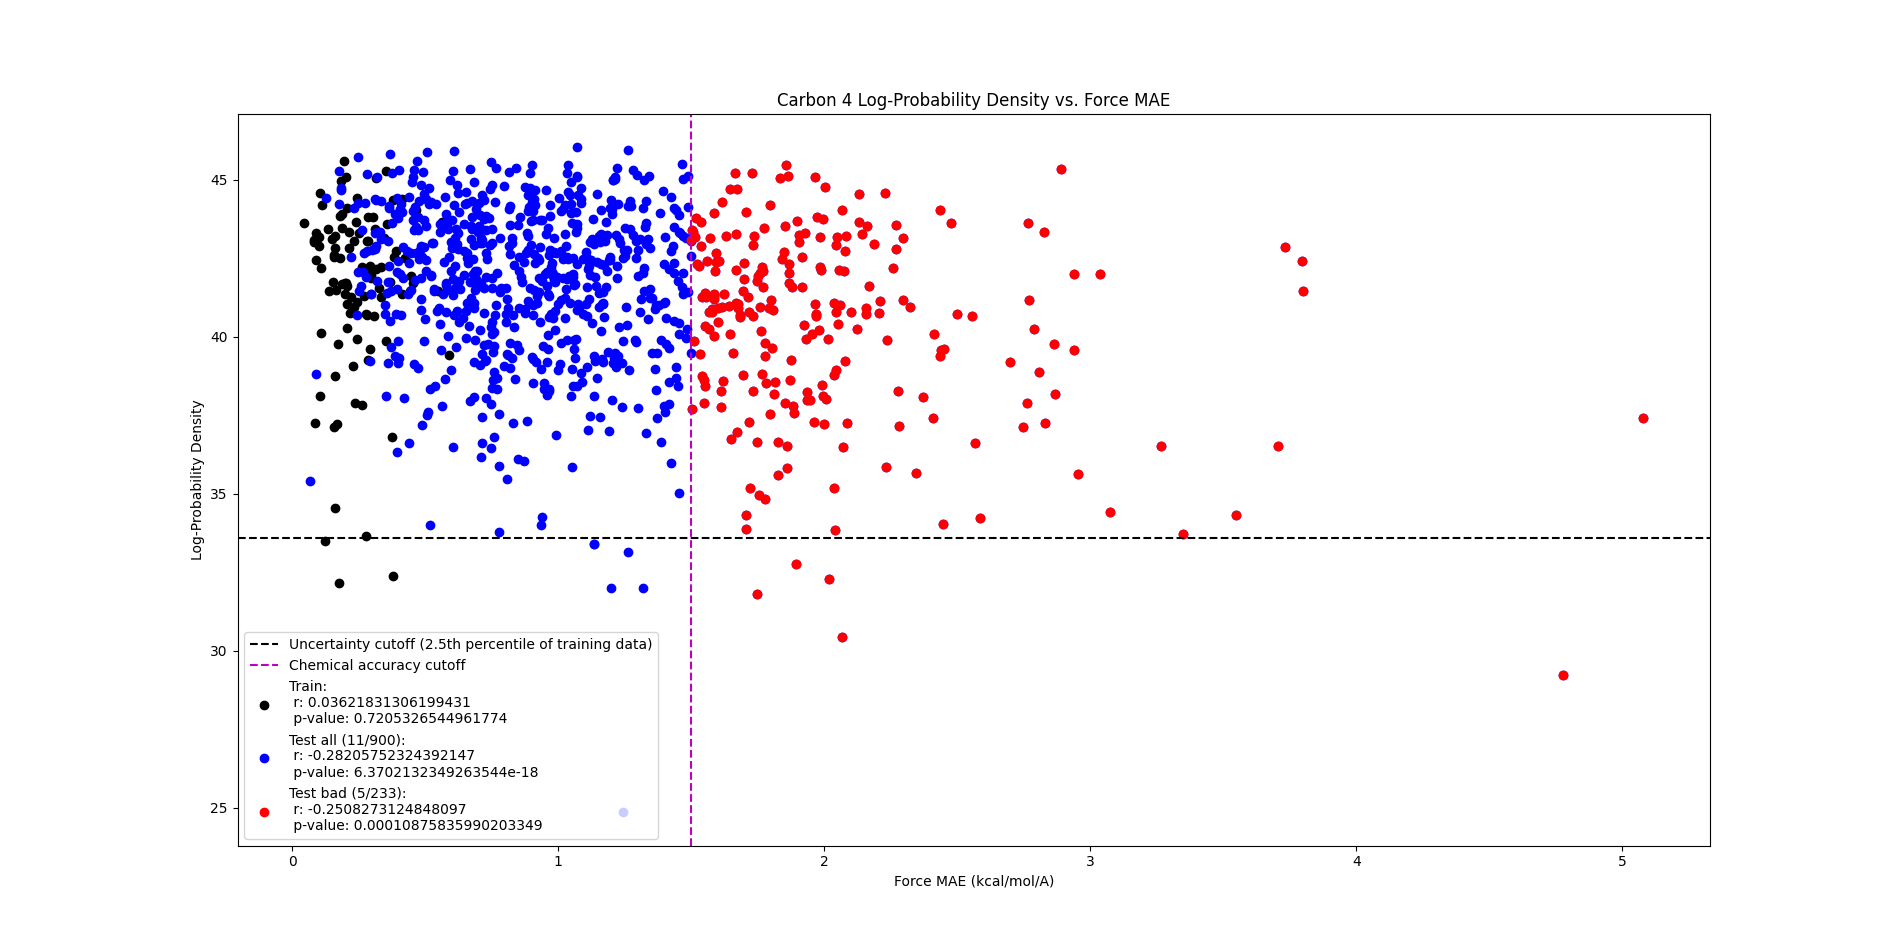 Carbon 4 Log-Probability Density vs. Force MAE
Log-Probability Density
45
40
35
30
25
Uncertainty cutoff (2.5th percentile of training data)
Chemical accuracy cutoff
Train:
r: 0.03621831306199431
p-value: 0.7205326544961774
Test all (11/900):
r: -0.28205752324392147
p-value: 6.3702132349263544e-18
Test bad (5/233):
r: -0.2508273124848097
p-value: 0.00010875835990203349
0 1 2 3 4 5
Force MAE (kcal/mol/A)